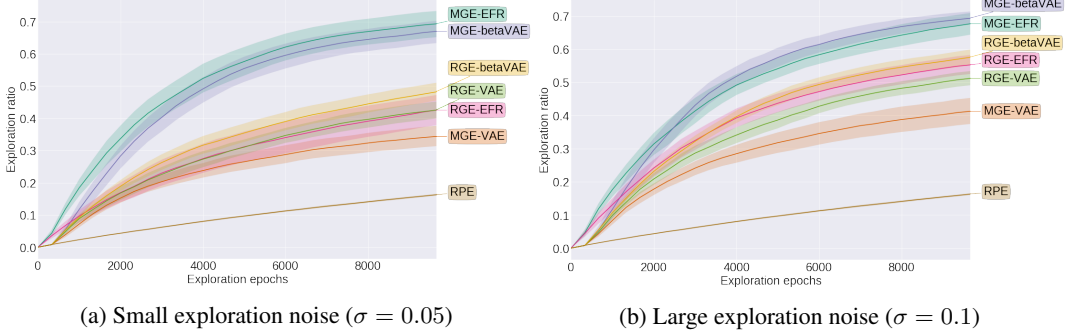 0.7
0.6
0.5
0.4
0.3
0.2
0.1
0.0
Exploration ratio
0
2000
4000
6000
8000
Exploration epochs
MGE-EFR
MGE-betaVAE
RGE-betaVAE
RGE-VAE
RGE-EFR
MGE-VAE
RPE
(a) Small exploration noise (σ = 0.05)
0.7
0.6
0.5
0.4
0.3
0.2
0.1
0.0
Exploration ratio
0
2000
4000
6000
8000
Exploration epochs
MGE-betaVAE
MGE-EFR
RGE-betaVAE
RGE-EFR
RGE-VAE
MGE-VAE
RPE
(b) Large exploration noise (σ = 0.1)